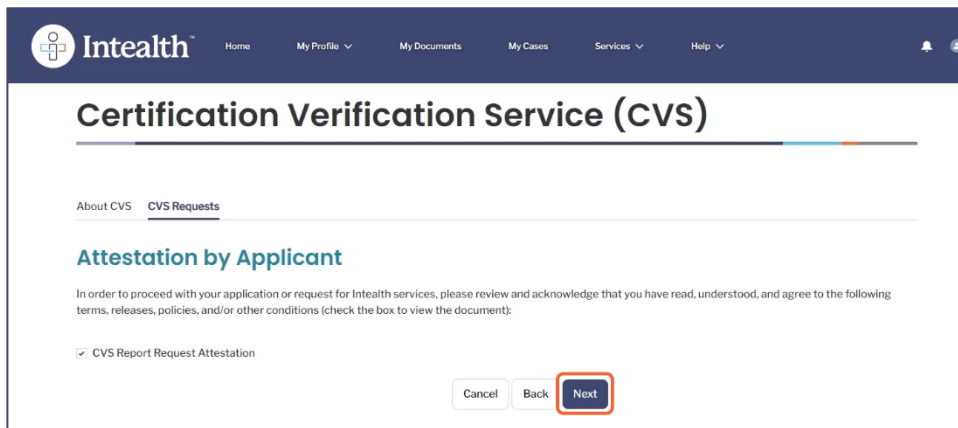 Intealth™ Home My Profile My Documents My Cases Services Help
Certification Verification Service (CVS)
About CVS CVS Requests
Attestation by Applicant
In order to proceed with your application or request for Intealth services, please review and acknowledge that you have read, understood, and agree to the following
terms, releases, policies, and/or other conditions (check the box to view the document):
CVS Report Request Attestation
Cancel Back Next